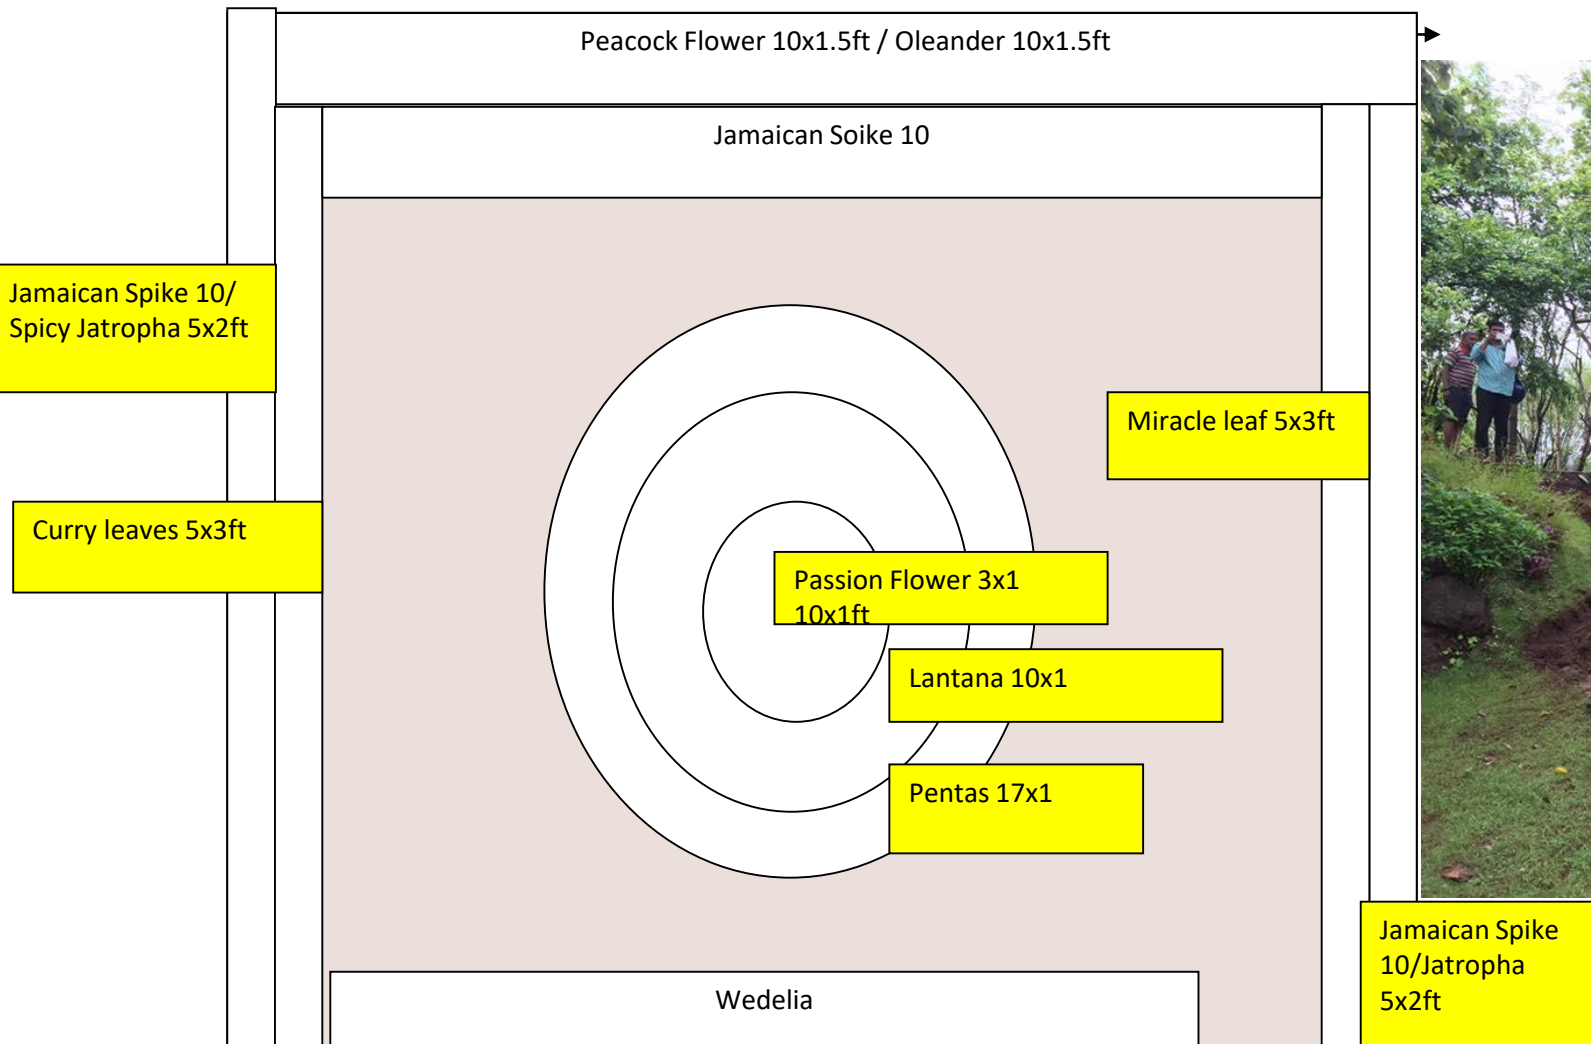 Peacock Flower 10x1.5ft / Oleander 10x1.5ft
Jamaican Soike 10
Jamaican Spike 10/
Spicy Jatropha 5x2ft
Miracle leaf 5x3ft
Curry leaves 5x3ft
Passion Flower 3x1
10x1ft
Lantana 10x1
Pentas 17x1
Jamaican Spike
10/Jatropha
5x2ft
Wedelia